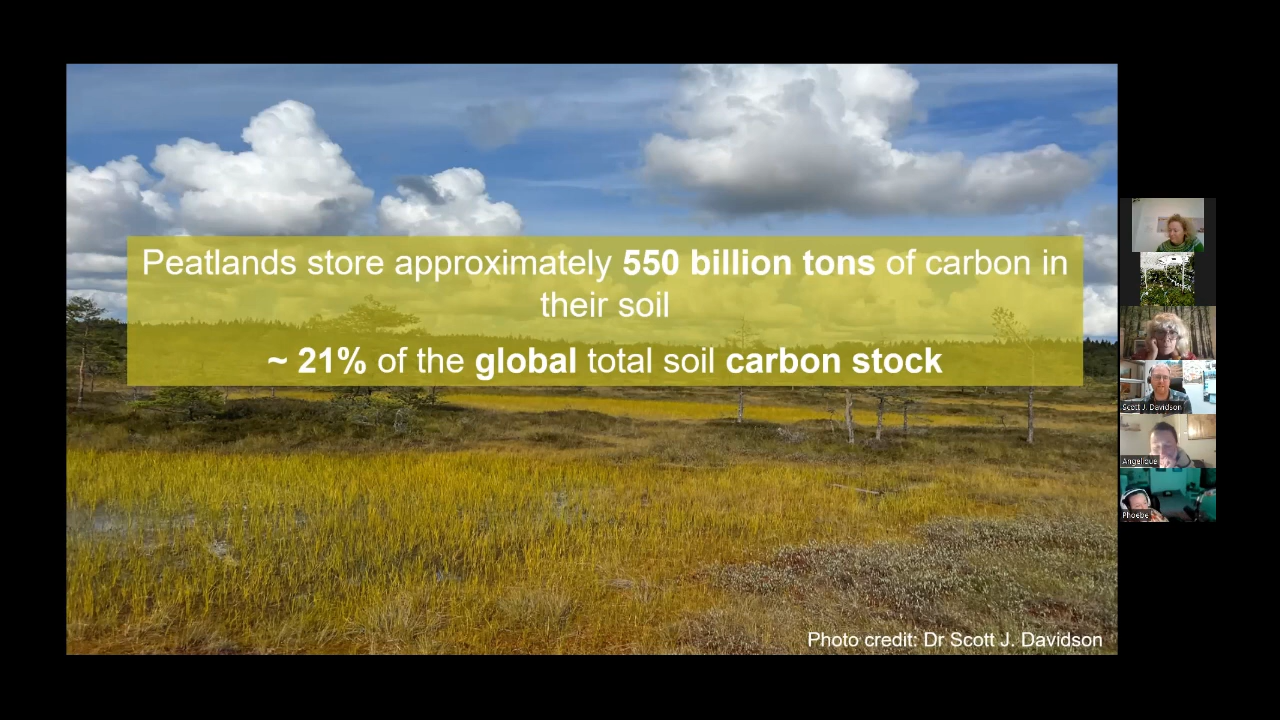 Peatlands store approximately 550 billion tons of carbon in
their soil
~ 21% of the global total soil carbon stock
Photo credit: Dr Scott J. Davidson
Scott J. Davidson
Angelique
Phoebe